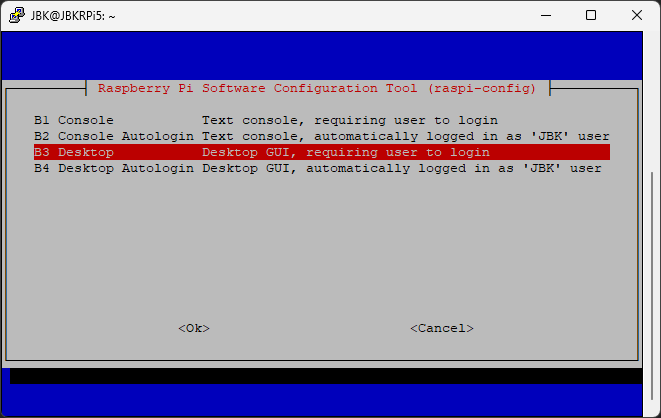 JBK@JBKRPi5: ~
Raspberry Pi Software Configuration Tool (raspi-config)
B1 Console Text console, requiring user to login
B2 Console Autologin Text console, automatically logged in as 'JBK' user
B3 Desktop Desktop GUI, requiring user to login
B4 Desktop Autologin Desktop GUI, automatically logged in as 'JBK' user
<Ok> <Cancel>